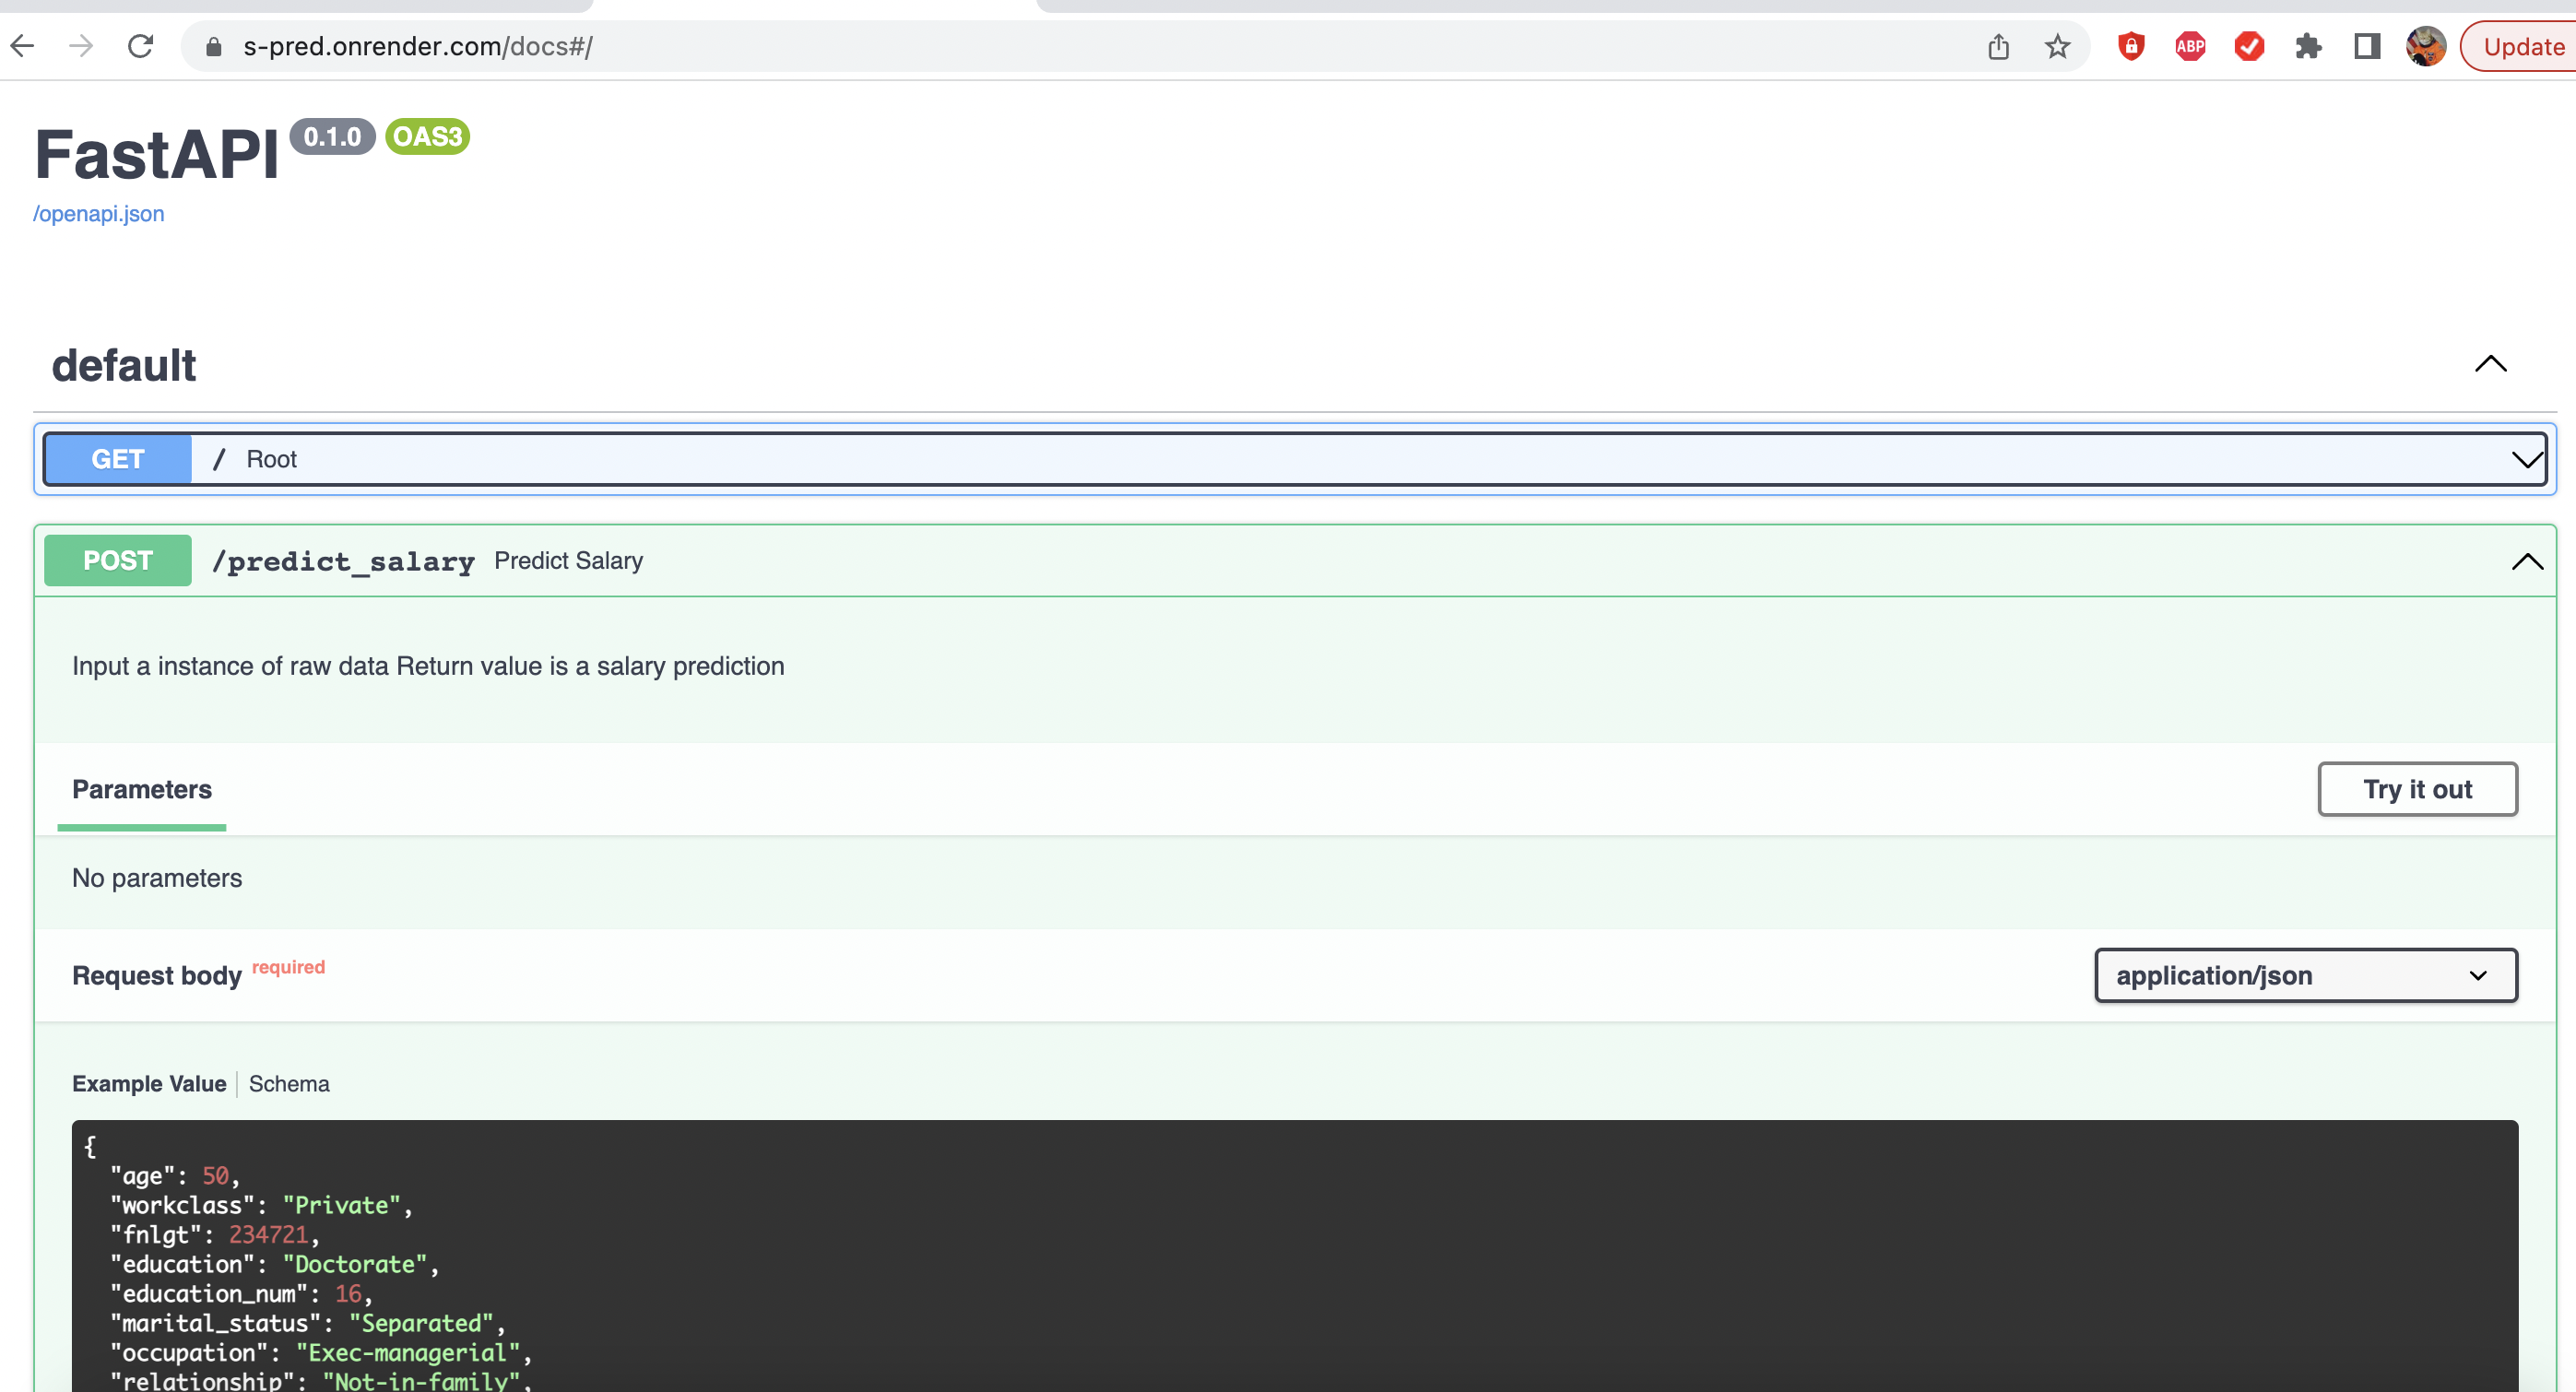 s-pred.onrender.com/docs#/
ABP
Update
FastAPI 0.1.0 OAS3
/openapi.json
default
GET / Root
POST /predict_salary Predict Salary
Input a instance of raw data Return value is a salary prediction
Parameters
Try it out
No parameters
Request body required
application/json
Example Value Schema
{
"age": 50,
"workclass": "Private",
"fnlgt": 234721,
"education": "Doctorate",
"education_num": 16,
"marital_status": "Separated",
"occupation": "Exec-managerial",
"relationship": "Not-in-family",